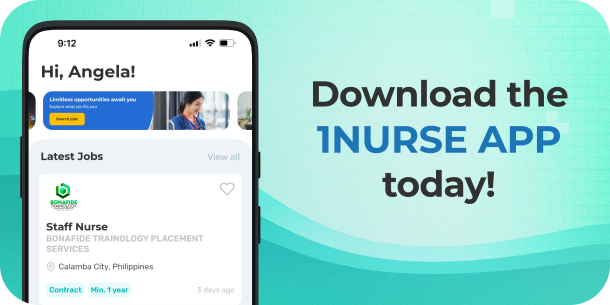 9:12
Hi, Angela!
Limitless opportunities await you
Explore what job fits you
Search jobs
Latest Jobs
View all
BONAFIDE
TRAINOLOGY
Staff Nurse
BONAFIDE TRAINOLOGY PLACEMENT
SERVICES
Calamba City, Philippines
Contract
Min. 1 year
3 days ago
Download the
1NURSE APP
today!